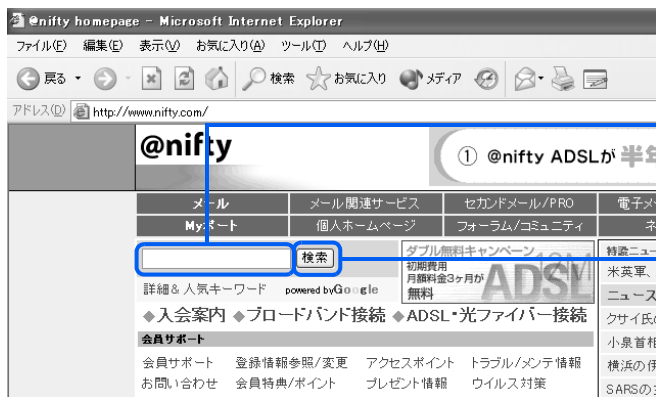 @nifty homepage - Microsoft Internet Explorer
ファイル(F) 編集(E) 表示(V) お気に入り(A) ツール(T) ヘルプ(H)
戻る 検索 お気に入り メディア
アドレス(D) http://www.nifty.com/
@nifty
① @nifty ADSLが 半年
メール メール関連サービス セカンドメール/PRO 電子メ
Myポート 個人ホームページ フォーラム/コミュニティ ネ
検索
ダブル無料キャンペーン
初期費用
月額料金3ヶ月が
無料
ADSL 12M
特設ニュー
米英軍、
詳細& 人気キーワード powered by Google
ニュース
◆入会案内 ◆ブロードバンド接続 ◆ADSL・光ファイバー接続
クサイ氏の
会員サポート
小泉首相
会員サポート 登録情報参照/変更 アクセスポイント トラブル/メンテ情報
横浜の伊
お問い合わせ 会員特典/ポイント プレゼント情報 ウイルス対策
SARSの